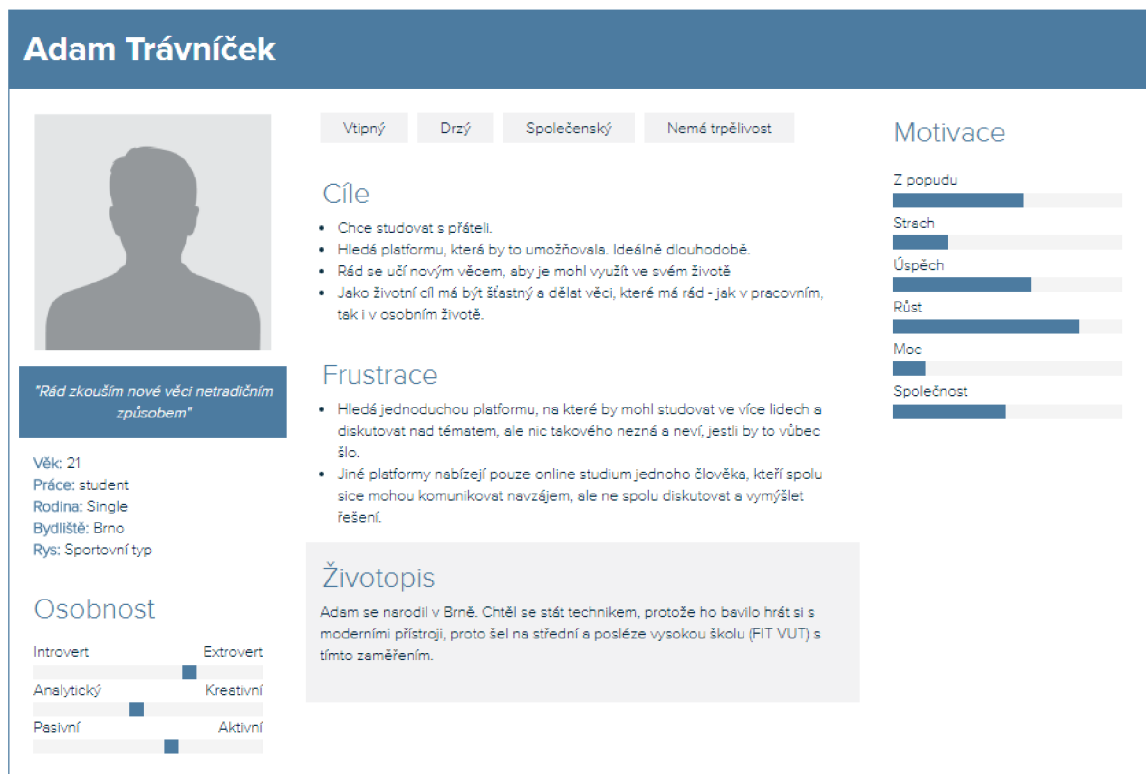 Adam Trávníček
"Rád zkouším nové věci netradičním
způsobem"
Věk: 21
Práce: student
Rodina: Single
Bydliště: Brno
Rys: Sportovní typ
Osobnost
Introvert Extrovert
Analytický Kreativní
Pasivní Aktivní
Vtipný Drzý Společenský Nemá trpělivost
Cíle
• Chce studovat s přáteli.
• Hledá platformu, která by to umožňovala. Ideálně dlouhodobě.
• Rád se učí novým věcem, aby je mohl využít ve svém životě
• Jako životní cíl má být šťastný a dělat věci, které má rád - jak v pracovním,
tak i v osobním životě.
Frustrace
• Hledá jednoduchou platformu, na které by mohl studovat ve více lidech a
diskutovat nad tématem, ale nic takového nezná a neví, jestli by to vůbec
šlo.
• Jiné platformy nabízejí pouze online studium jednoho člověka, kteří spolu
sice mohou komunikovat navzájem, ale ne spolu diskutovat a vymýšlet
řešení.
Životopis
Adam se narodil v Brně. Chtěl se stát technikem, protože ho bavilo hrát si s
moderními přístroji, proto šel na střední a posléze vysokou školu (FIT VUT) s
tímto zaměřením.
Motivace
Z popudu
Strach
Úspěch
Růst
Moc
Společnost